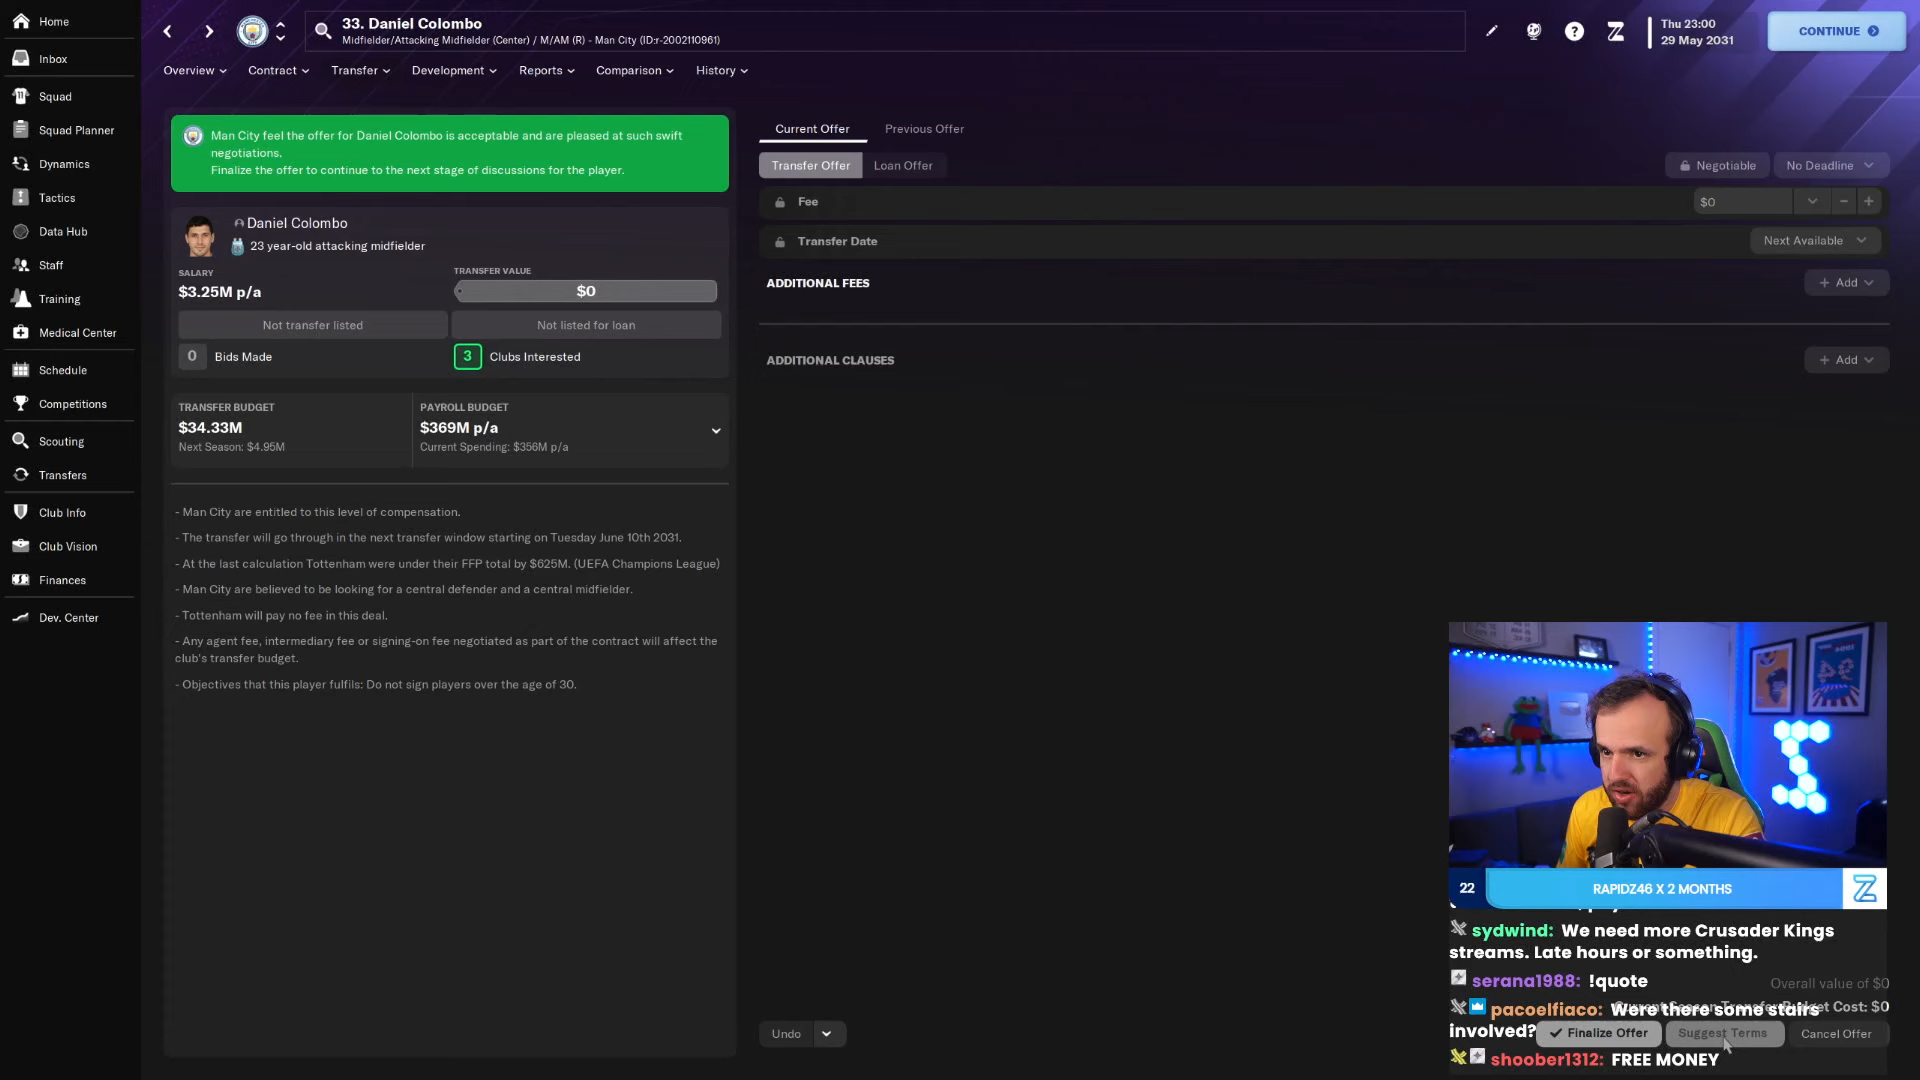 Home
Inbox
Squad
Squad Planner
Dynamics
Tactics
Data Hub
Staff
Training
Medical Center
Schedule
Competitions
Scouting
Transfers
Club Info
Club Vision
Finances
Dev. Center
33. Daniel Colombo
Midfielder/Attacking Midfielder (Center) / M/AM (R) - Man City (ID:r-2002110961)
Thu 23:00
29 May 2031
CONTINUE
Overview
Contract
Transfer
Development
Reports
Comparison
History
Man City feel the offer for Daniel Colombo is acceptable and are pleased at such swift
negotiations.
Finalize the offer to continue to the next stage of discussions for the player.
Daniel Colombo
23 year-old attacking midfielder
SALARY
$3.25M p/a
TRANSFER VALUE
$0
Not transfer listed
Not listed for loan
0 Bids Made
3 Clubs Interested
TRANSFER BUDGET
$34.33M
Next Season: $4.95M
PAYROLL BUDGET
$369M p/a
Current Spending: $356M p/a
- Man City are entitled to this level of compensation.
- The transfer will go through in the next transfer window starting on Tuesday June 10th 2031.
- At the last calculation Tottenham were under their FFP total by $625M. (UEFA Champions League)
- Man City are believed to be looking for a central defender and a central midfielder.
- Tottenham will pay no fee in this deal.
- Any agent fee, intermediary fee or signing-on fee negotiated as part of the contract will affect the
club's transfer budget.
- Objectives that this player fulfils: Do not sign players over the age of 30.
Current Offer
Previous Offer
Transfer Offer
Loan Offer
Negotiable
No Deadline
Fee
$0
Transfer Date
Next Available
ADDITIONAL FEES
+ Add
ADDITIONAL CLAUSES
+ Add
22
RAPIDZ46 X 2 MONTHS
sydwind: We need more Crusader Kings
streams. Late hours or something.
serana1988: !quote
Overall value of $0
pacoelfiaco: Were there some stairs
involved?
Current Season Transfer Budget Cost: $0
Undo
Finalize Offer
Suggest Terms
Cancel Offer
shoober1312: FREE MONEY